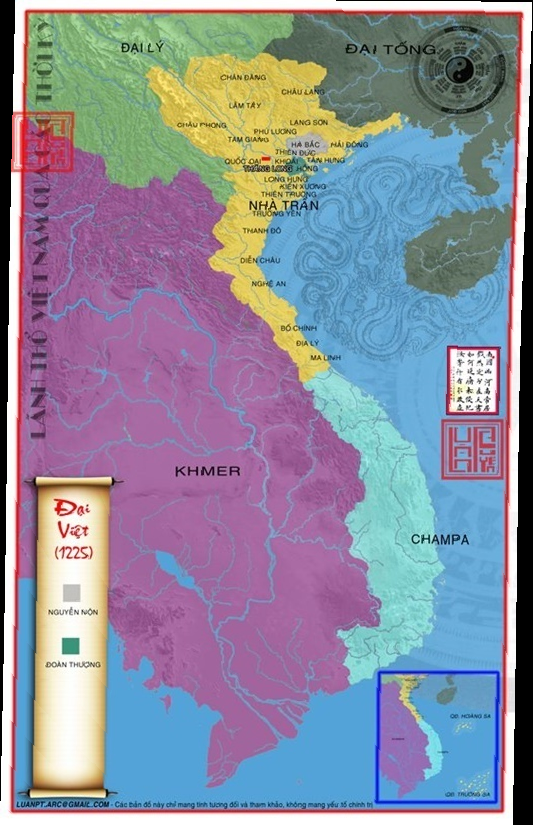 ĐẠI LÝ
ĐẠI TỐNG
CHÂN ĐĂNG
CHÂU LẠNG
LÂM TÂY
LẠNG SƠN
CHÂU PHONG
PHÚ LƯƠNG
TAM GIANG
HÀ BẮC
HẢI ĐÔNG
THIÊN ĐỨC
QUỐC OAI
KHOÁI
TÂN HƯNG
THĂNG LONG
HỒNG
LONG HƯNG
KIẾN XƯƠNG
THIÊN TRƯỜNG
NHÀ TRẦN
TRƯỜNG YÊN
THANH ĐÔ
DIỄN CHÂU
NGHỆ AN
BỐ CHÍNH
ĐỊA LÝ
MA LINH
KHMER
CHAMPA
LÃNH THỔ VIỆT NAM QUA CÁC THỜI KỲ
Đại
Việt
(1225)
NGUYỄN NỘN
ĐOÀN THƯỢNG
QĐ. HOÀNG SA
QĐ. TRƯỜNG SA
LUANPT.ARC@GMAIL.COM - Các bản đồ này chỉ mang tính tương đối và tham khảo, không mang yếu tố chính trị